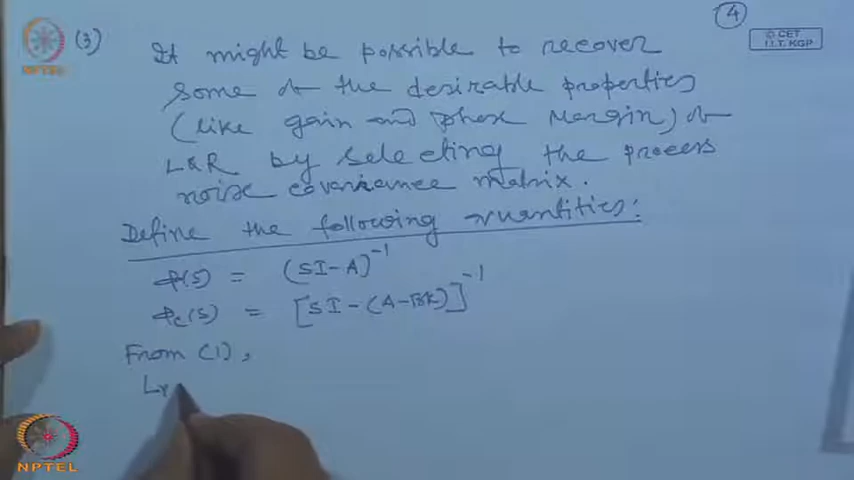 4
© CET
I.I.T. KGP
NPTEL
(3) It might be possible to recover
some of the desirable properties
(like gain and phase Margin) of
LQR by selecting the process
noise covariance matrix.
Define the following quantities:
Φ(s) = (SI-A)^-1
Φc(s) = [SI-(A-BK)]^-1
From (1),
Lr
NPTEL